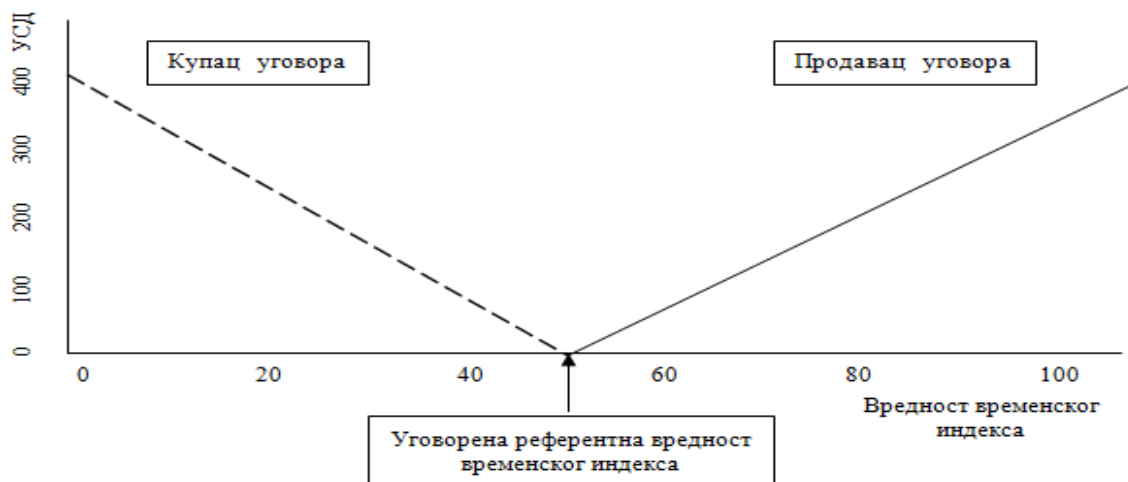 УСД
400
300
200
100
0
Купац уговора
Продавац уговора
0 20 40 60 80 100
Вредност временског
индекса
Уговорена референтна вредност
временског индекса